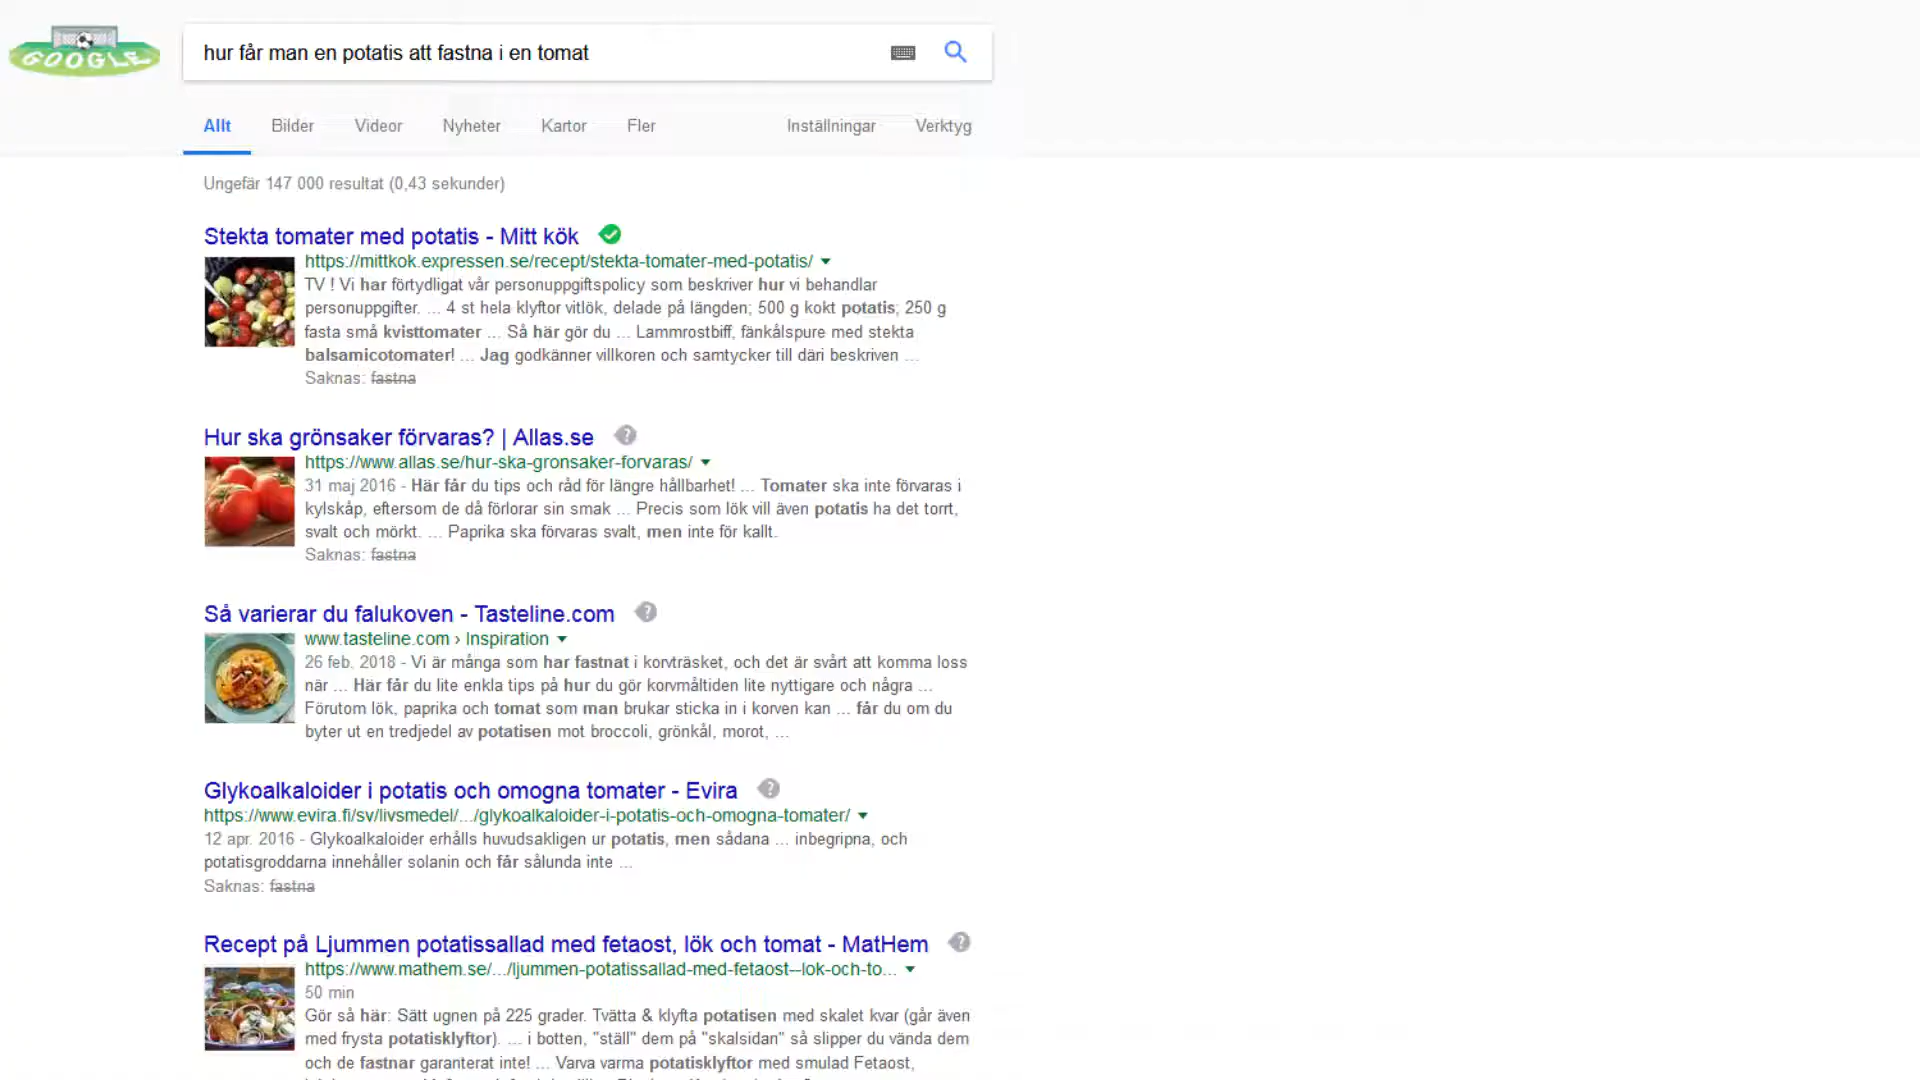 GOOGLE
hur får man en potatis att fastna i en tomat
Allt Bilder Videor Nyheter Kartor Fler Inställningar Verktyg
Ungefär 147 000 resultat (0,43 sekunder)
Stekta tomater med potatis - Mitt kök
https://mittkok.expressen.se/recept/stekta-tomater-med-potatis/
TV ! Vi har förtydligat vår personuppgiftspolicy som beskriver hur vi behandlar
personuppgifter. ... 4 st hela klyftor vitlök, delade på längden; 500 g kokt potatis; 250 g
fasta små kvisttomater ... Så här gör du ... Lammrostbiff, fänkålspure med stekta
balsamicotomater! ... Jag godkänner villkoren och samtycker till däri beskriven ...
Saknas: fastna
Hur ska grönsaker förvaras? | Allas.se
https://www.allas.se/hur-ska-gronsaker-forvaras/
31 maj 2016 - Här får du tips och råd för längre hållbarhet! ... Tomater ska inte förvaras i
kylskåp, eftersom de då förlorar sin smak ... Precis som lök vill även potatis ha det torrt,
svalt och mörkt. ... Paprika ska förvaras svalt, men inte för kallt.
Saknas: fastna
Så varierar du falukoven - Tasteline.com
www.tasteline.com › Inspiration
26 feb. 2018 - Vi är många som har fastnat i korvträsket, och det är svårt att komma loss
när ... Här får du lite enkla tips på hur du gör korvmåltiden lite nyttigare och några ...
Förutom lök, paprika och tomat som man brukar sticka in i korven kan ... får du om du
byter ut en tredjedel av potatisen mot broccoli, grönkål, morot, ...
Glykoalkaloider i potatis och omogna tomater - Evira
https://www.evira.fi/sv/livsmedel/.../glykoalkaloider-i-potatis-och-omogna-tomater/
12 apr. 2016 - Glykoalkaloider erhålls huvudsakligen ur potatis, men sådana ... inbegripna, och
potatisgroddarna innehåller solanin och får sålunda inte ...
Saknas: fastna
Recept på Ljummen potatissallad med fetaost, lök och tomat - MatHem
https://www.mathem.se/.../ljummen-potatissallad-med-fetaost--lok-och-to...
50 min
Gör så här: Sätt ugnen på 225 grader. Tvätta & klyfta potatisen med skalet kvar (går även
med frysta potatisklyftor). ... i botten, "ställ" dem på "skalsidan" så slipper du vända dem
och de fastnar garanterat inte! ... Varva varma potatisklyftor med smulad Fetaost,